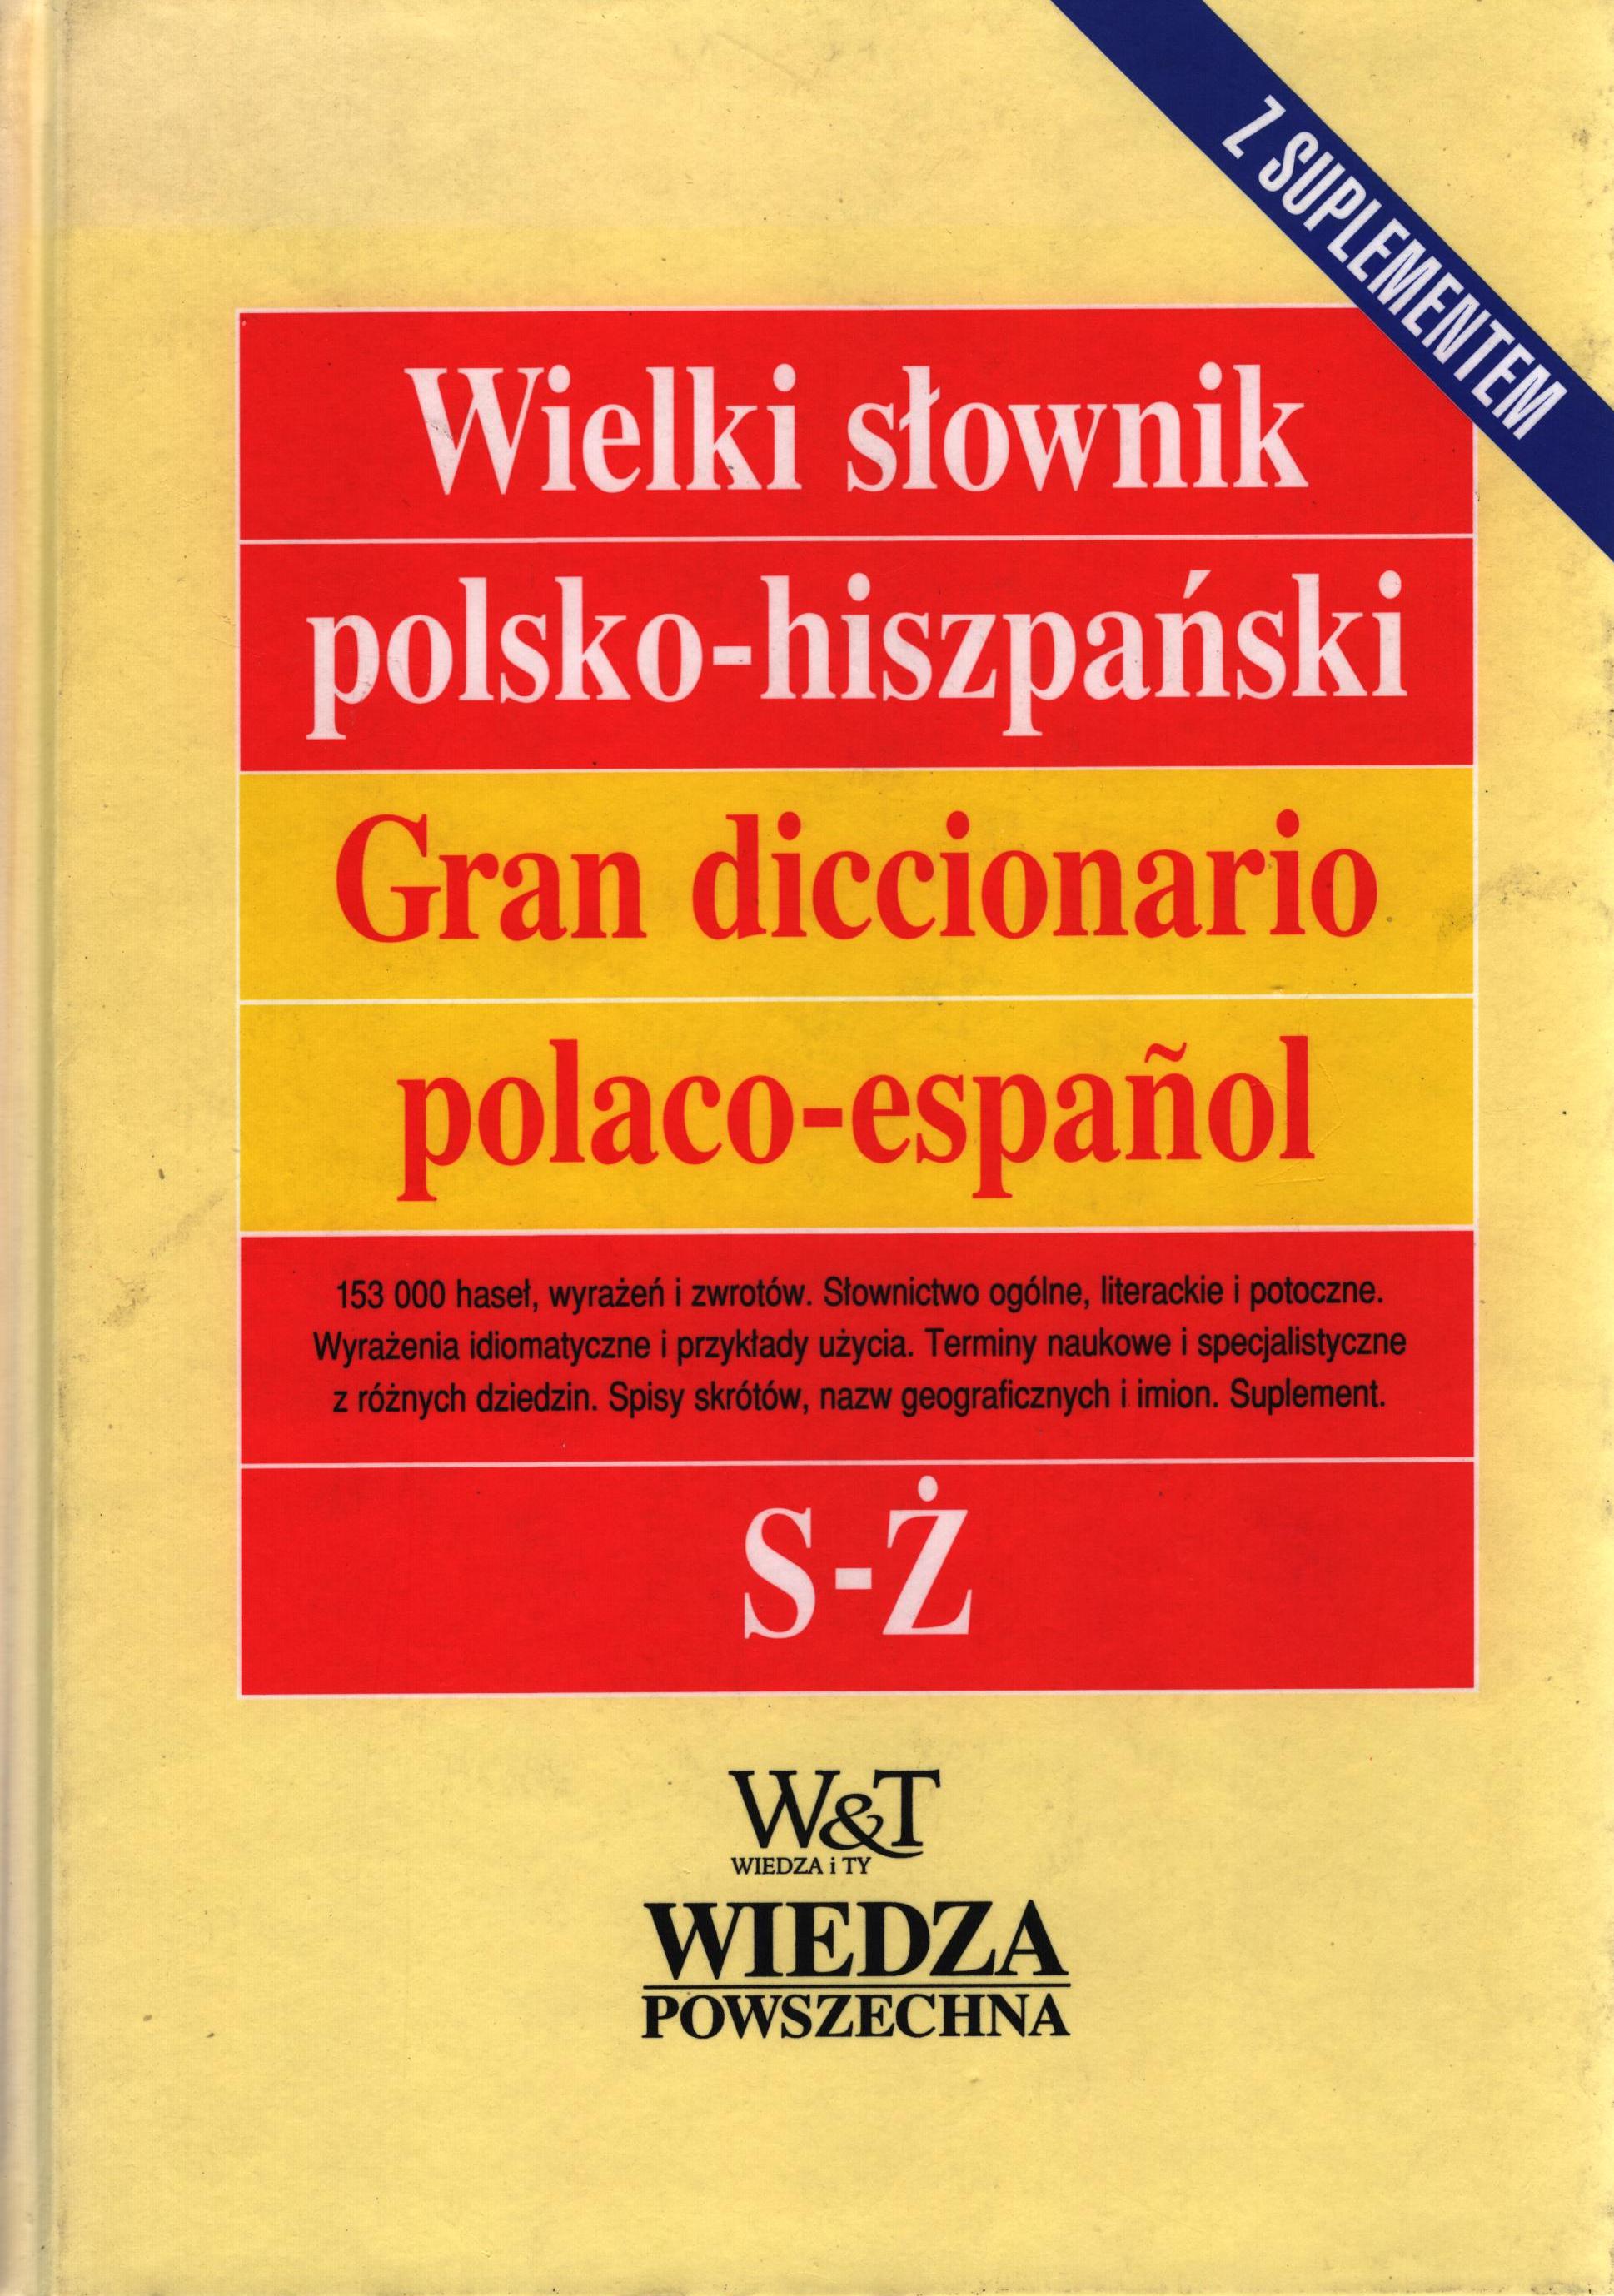 Z SUPLEMENTEM
Wielki słownik
polsko-hiszpański
Gran diccionario
polaco-español
153 000 haseł, wyrażeń i zwrotów. Słownictwo ogólne, literackie i potoczne.
Wyrażenia idiomatyczne i przykłady użycia. Terminy naukowe i specjalistyczne
z różnych dziedzin. Spisy skrótów, nazw geograficznych i imion. Suplement.
S-Ż
W&T
WIEDZA i TY
WIEDZA
POWSZECHNA